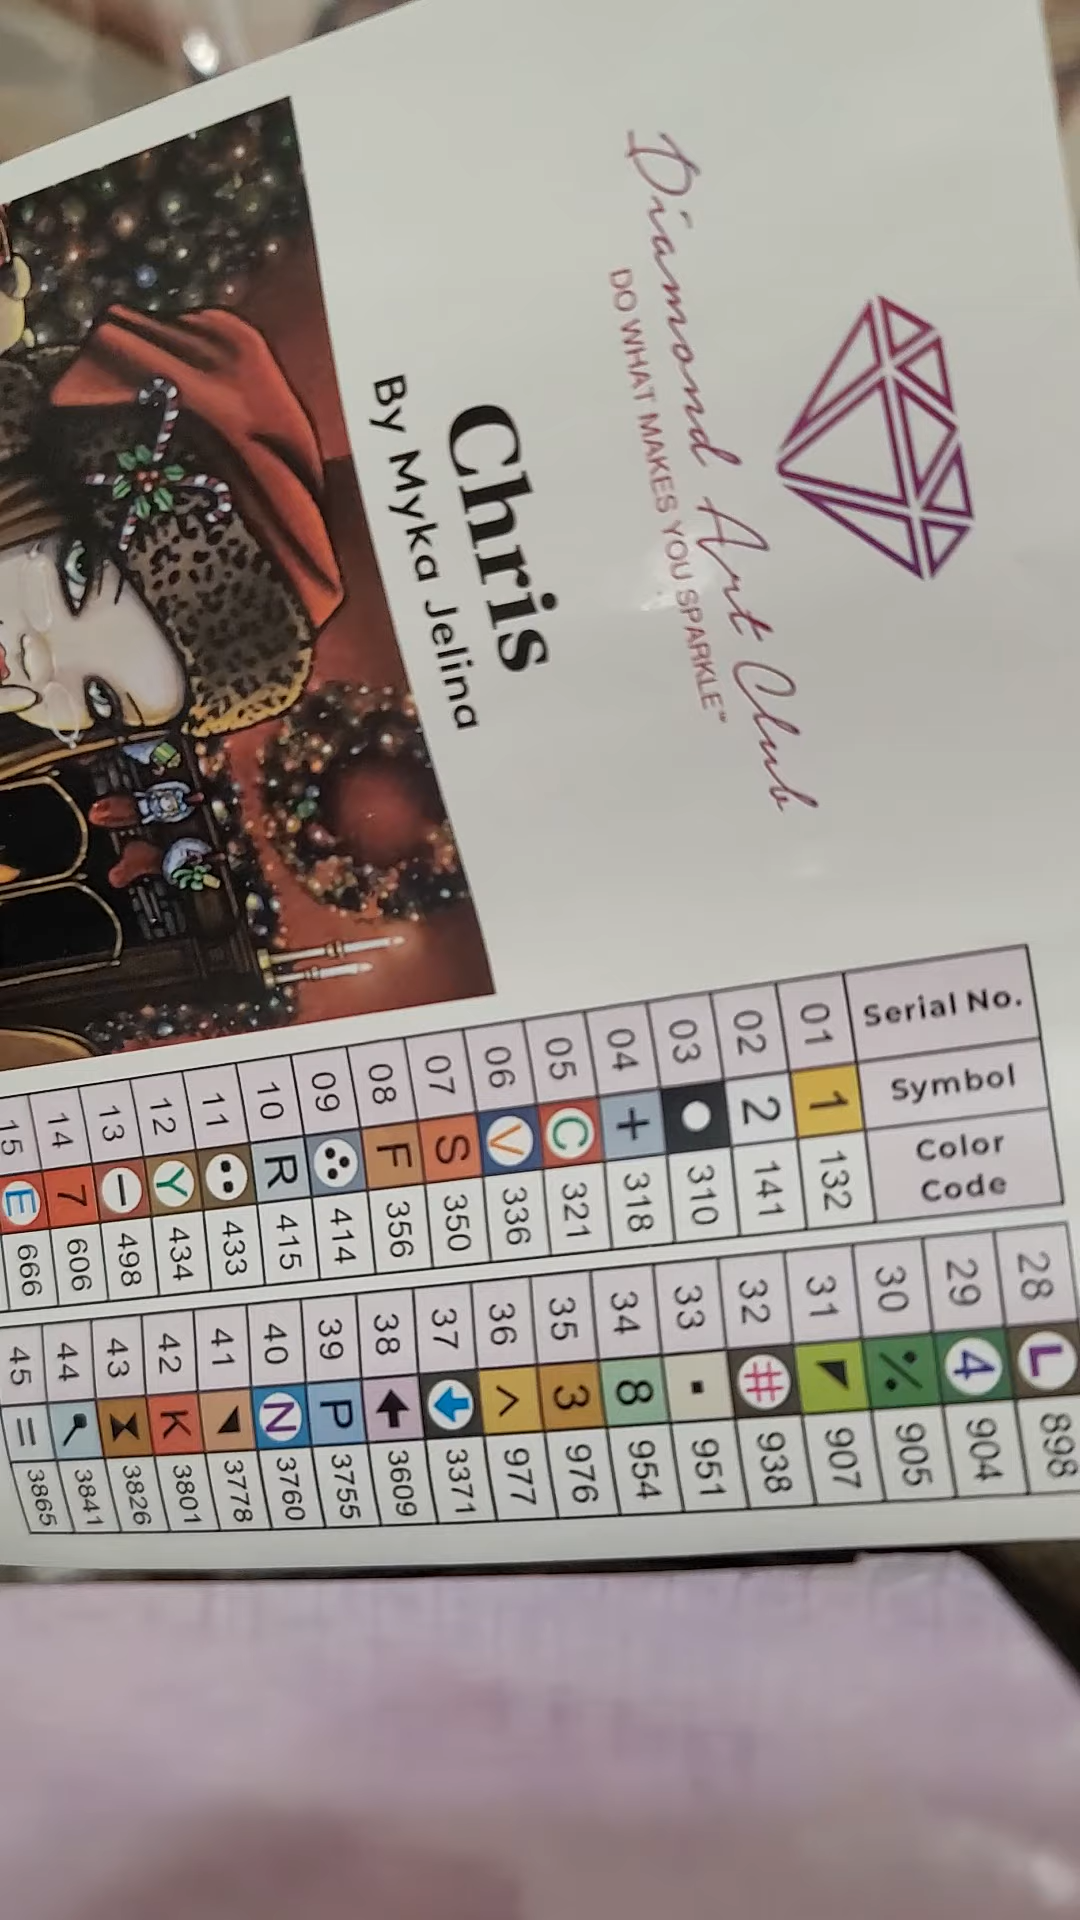 Diamond Art Club
DO WHAT MAKES YOU SPARKLE™
Chris
By Myka Jelina
Serial No. Symbol Color Code
01 1 132
02 2 141
03 ● 310
04 + 318
05 C 321
06 V 336
07 S 350
08 F 356
09 414
10 R 415
11 433
12 Y 434
13 − 498
14 7 606
15 E 666
28 L 898
29 4 904
30 % 905
31 907
32 # 938
33 ▪ 951
34 8 954
35 3 976
36 ^ 977
37 3371
38 3609
39 P 3755
40 N 3760
41 3778
42 K 3801
43 3826
44 3841
45 = 3865